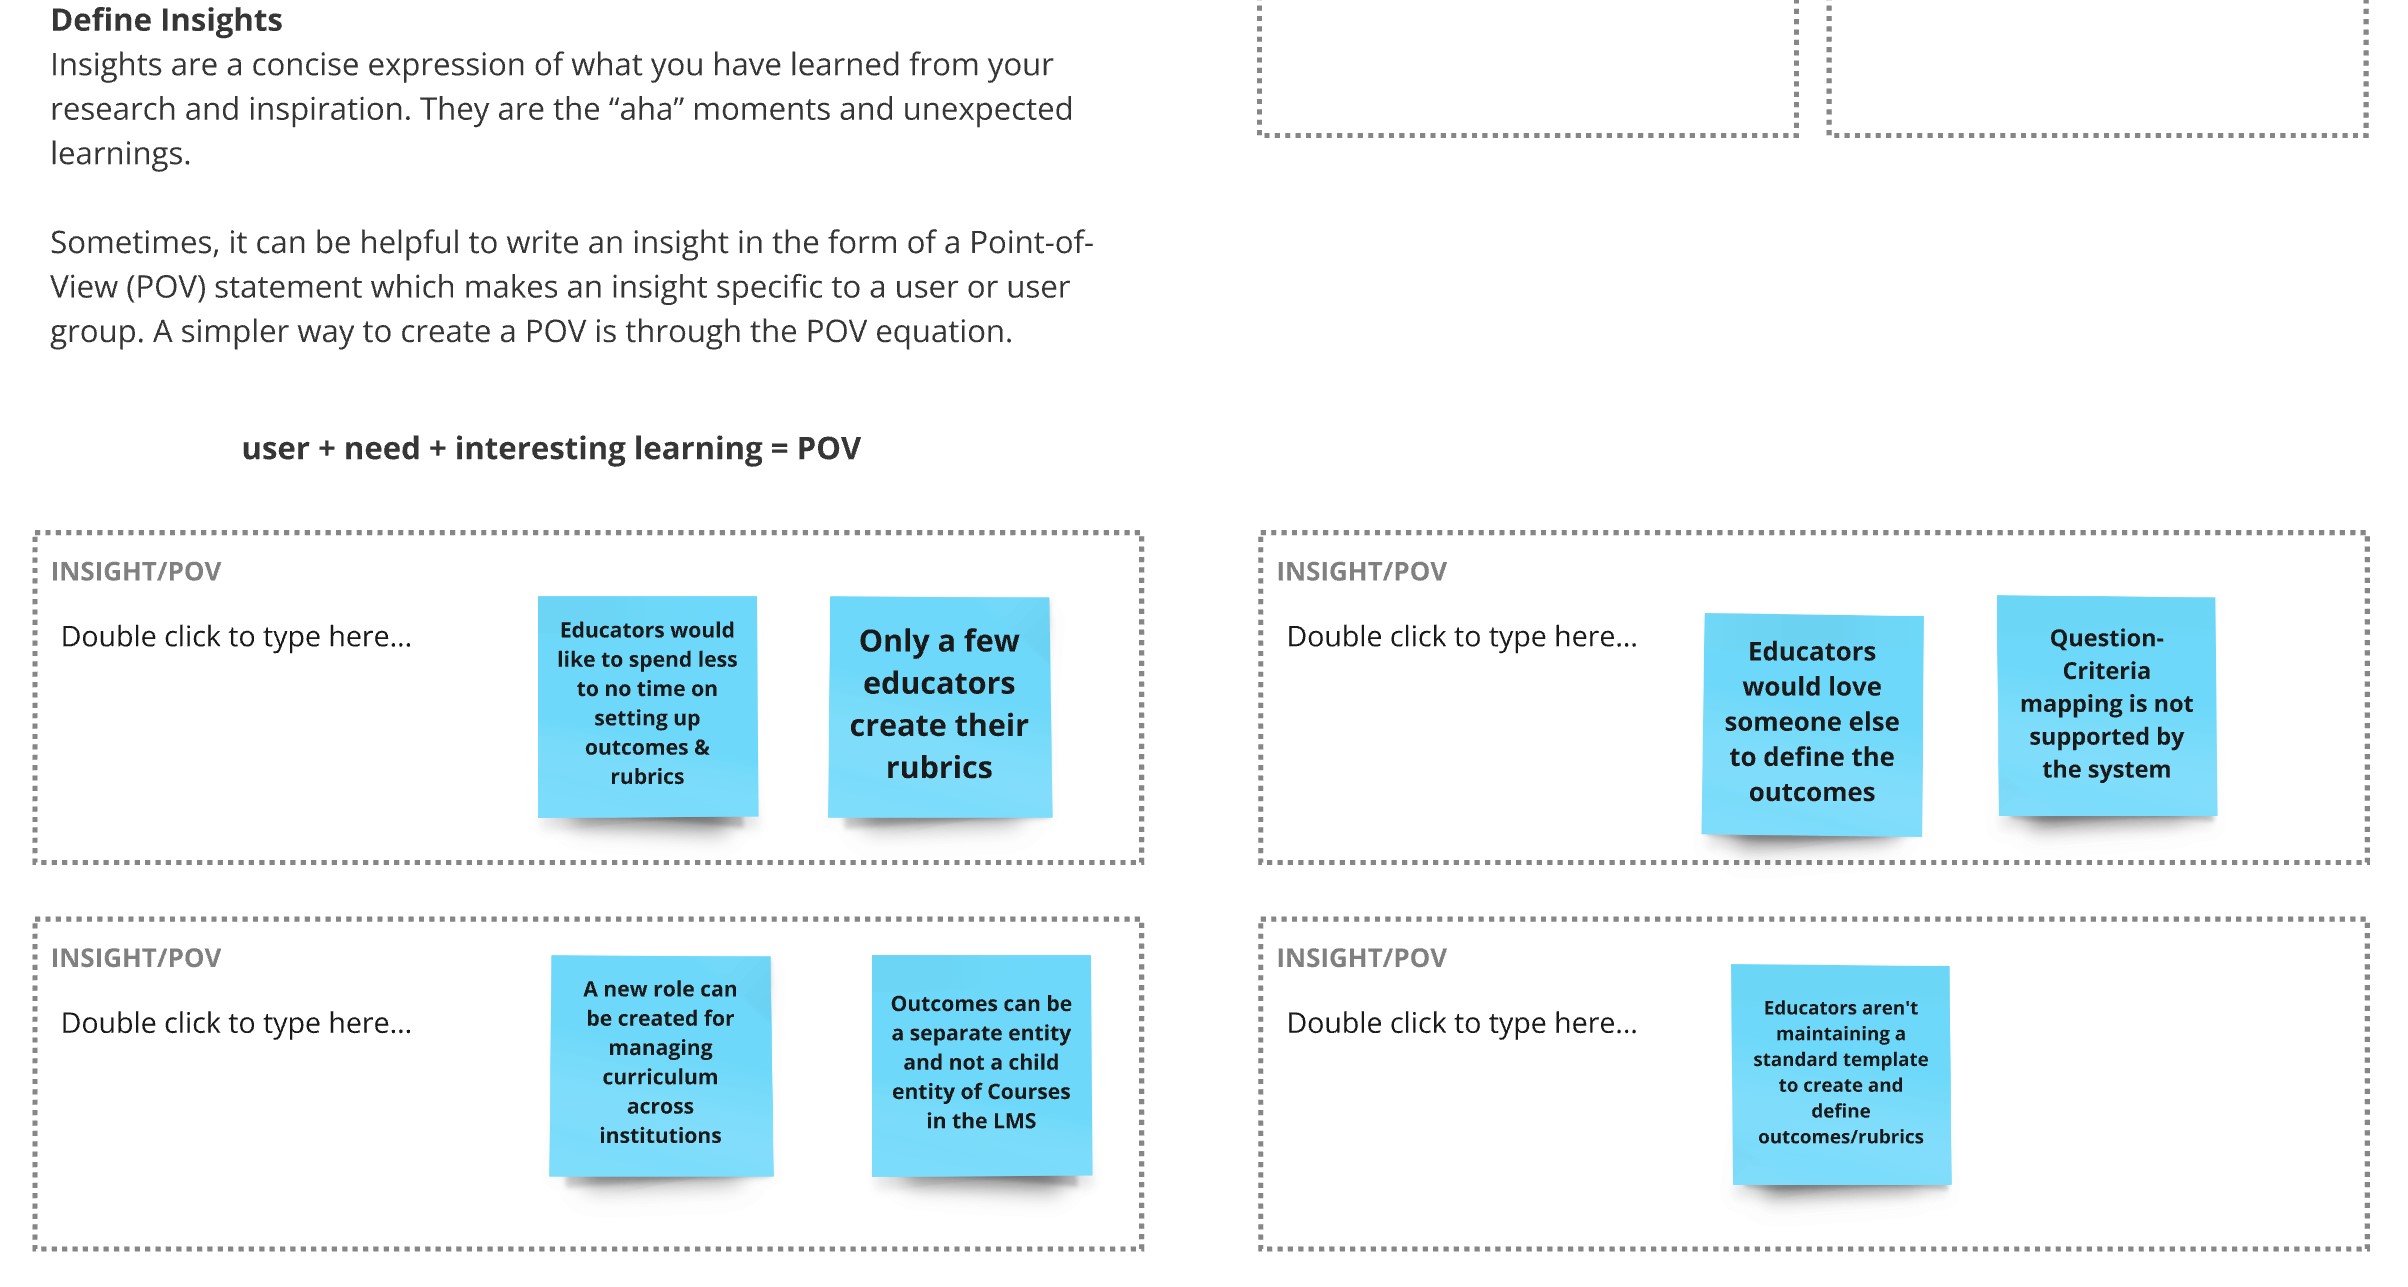 Define Insights
Insights are a concise expression of what you have learned from your
research and inspiration. They are the “aha” moments and unexpected
learnings.
Sometimes, it can be helpful to write an insight in the form of a Point-of-
View (POV) statement which makes an insight specific to a user or user
group. A simpler way to create a POV is through the POV equation.
user + need + interesting learning = POV
INSIGHT/POV
Double click to type here...
Educators would
like to spend less
to no time on
setting up
outcomes &
rubrics
Only a few
educators
create their
rubrics
INSIGHT/POV
Double click to type here...
Educators
would love
someone else
to define the
outcomes
Question-
Criteria
mapping is not
supported by
the system
INSIGHT/POV
Double click to type here...
A new role can
be created for
managing
curriculum
across
institutions
Outcomes can be
a separate entity
and not a child
entity of Courses
in the LMS
INSIGHT/POV
Double click to type here...
Educators aren't
maintaining a
standard template
to create and
define
outcomes/rubrics